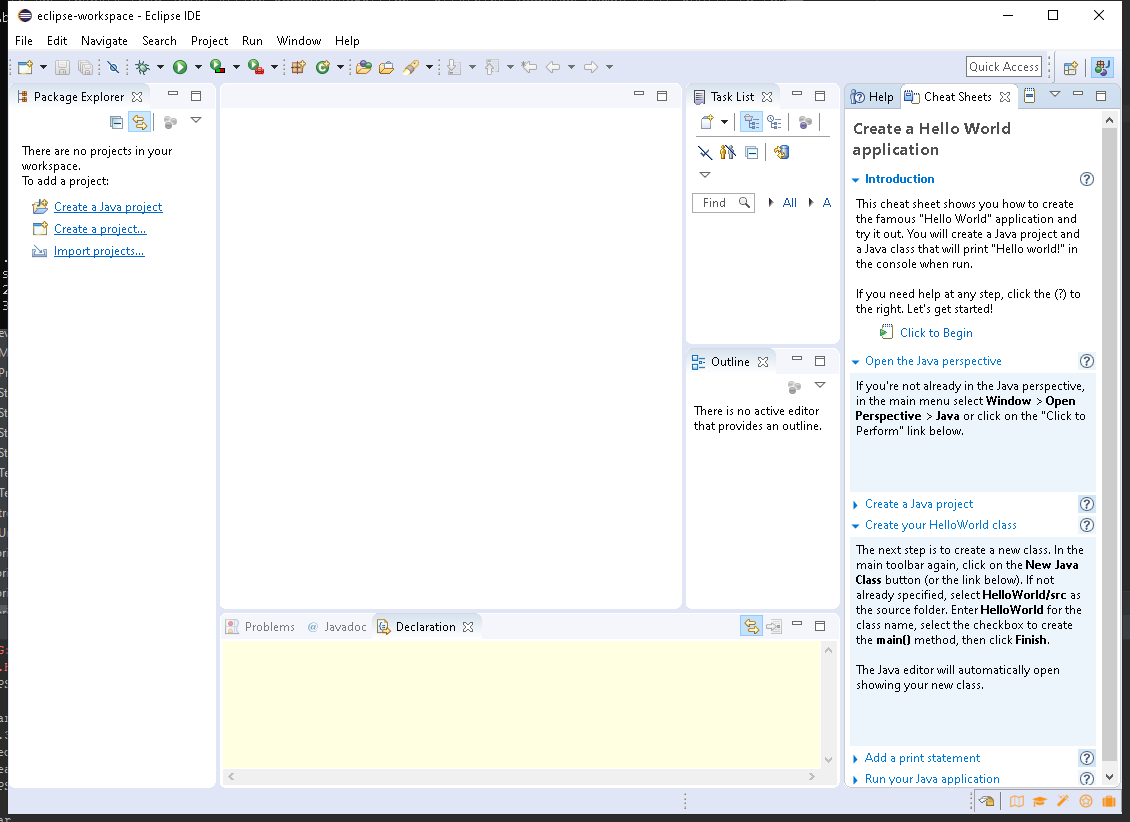 eclipse-workspace - Eclipse IDE
File Edit Navigate Search Project Run Window Help
Quick Access
Package Explorer
There are no projects in your
workspace.
To add a project:
Create a Java project
Create a project...
Import projects...
Task List
Find
All
A
Outline
There is no active editor
that provides an outline.
Problems
@ Javadoc
Declaration
Help
Cheat Sheets
Create a Hello World
application
Introduction
This cheat sheet shows you how to create
the famous "Hello World" application and
try it out. You will create a Java project and
a Java class that will print "Hello world!" in
the console when run.
If you need help at any step, click the (?) to
the right. Let's get started!
Click to Begin
Open the Java perspective
If you're not already in the Java perspective,
in the main menu select Window > Open
Perspective > Java or click on the "Click to
Perform" link below.
Create a Java project
Create your HelloWorld class
The next step is to create a new class. In the
main toolbar again, click on the New Java
Class button (or the link below). If not
already specified, select HelloWorld/src as
the source folder. Enter HelloWorld for the
class name, select the checkbox to create
the main() method, then click Finish.
The Java editor will automatically open
showing your new class.
Add a print statement
Run your Java application